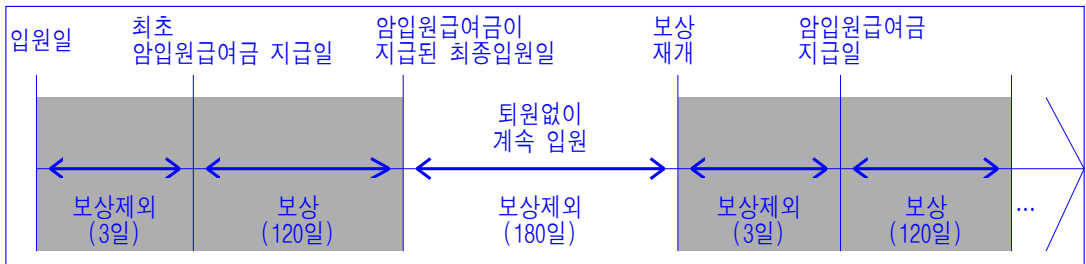 입원일
최초
암입원급여금 지급일
암입원급여금이
지급된 최종입원일
보상
재개
암입원급여금
지급일
퇴원없이
계속 입원
보상제외
(3일)
보상
(120일)
보상제외
(180일)
보상제외
(3일)
보상
(120일)
...